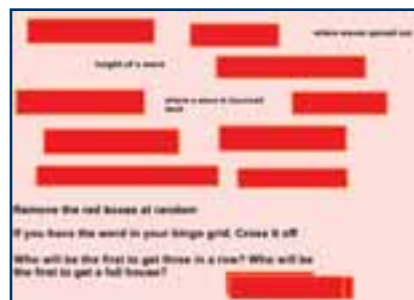 where waves spread out
height of a wave
where a wave is bounced
back
Remove the red boxes at random
If you have the word in your bingo grid. Cross it off
Who will be the first to get three in a row? Who will be
the first to get a full house?